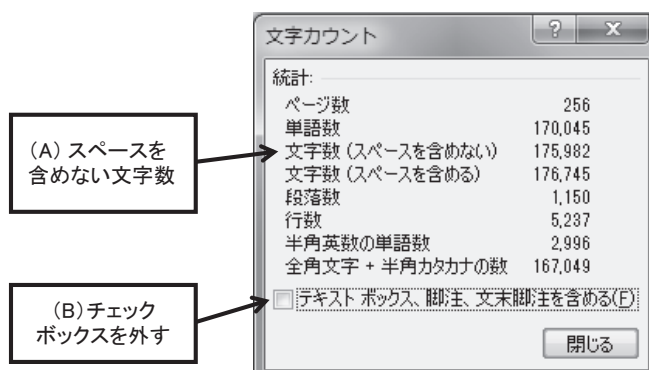 文字カウント
統計:
ページ数 256
単語数 170,045
文字数 (スペースを含めない) 175,982
文字数 (スペースを含める) 176,745
段落数 1,150
行数 5,237
半角英数の単語数 2,996
全角文字 + 半角カタカナの数 167,049
テキスト ボックス、脚注、文末脚注を含める(F)
閉じる
(A) スペースを
含めない文字数
(B)チェック
ボックスを外す